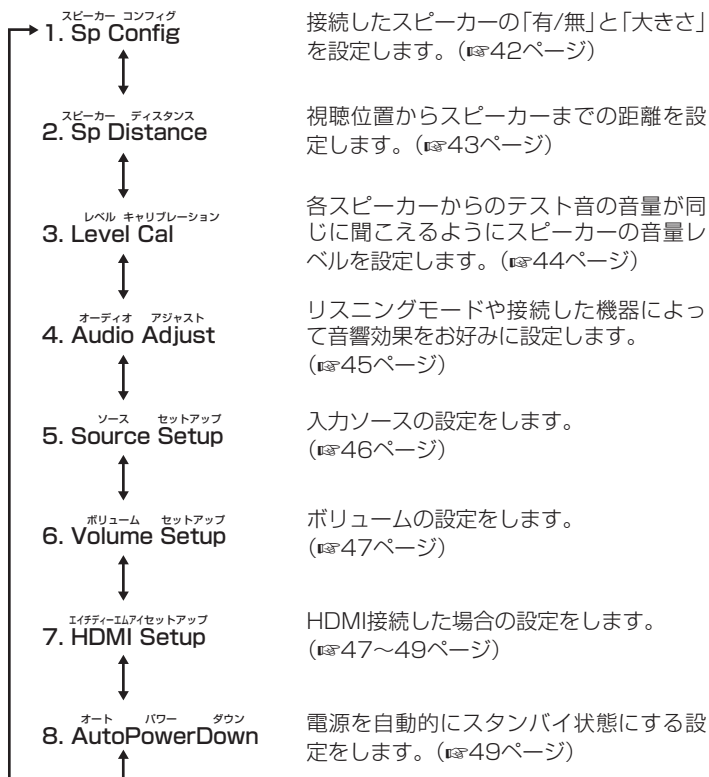 スピーカー コンフィグ
1. Sp Config
接続したスピーカーの「有/無」と「大きさ」
を設定します。(☞42ページ)
スピーカー ディスタンス
2. Sp Distance
視聴位置からスピーカーまでの距離を設
定します。(☞43ページ)
レベル キャリブレーション
3. Level Cal
各スピーカーからのテスト音の音量が同
じに聞こえるようにスピーカーの音量レ
ベルを設定します。(☞44ページ)
オーディオ アジャスト
4. Audio Adjust
リスニングモードや接続した機器によっ
て音響効果をお好みに設定します。
(☞45ページ)
ソース セットアップ
5. Source Setup
入力ソースの設定をします。
(☞46ページ)
ボリューム セットアップ
6. Volume Setup
ボリュームの設定をします。
(☞47ページ)
エイチディーエムアイセットアップ
7. HDMI Setup
HDMI接続した場合の設定をします。
(☞47〜49ページ)
オート パワー ダウン
8. AutoPowerDown
電源を自動的にスタンバイ状態にする設
定をします。(☞49ページ)